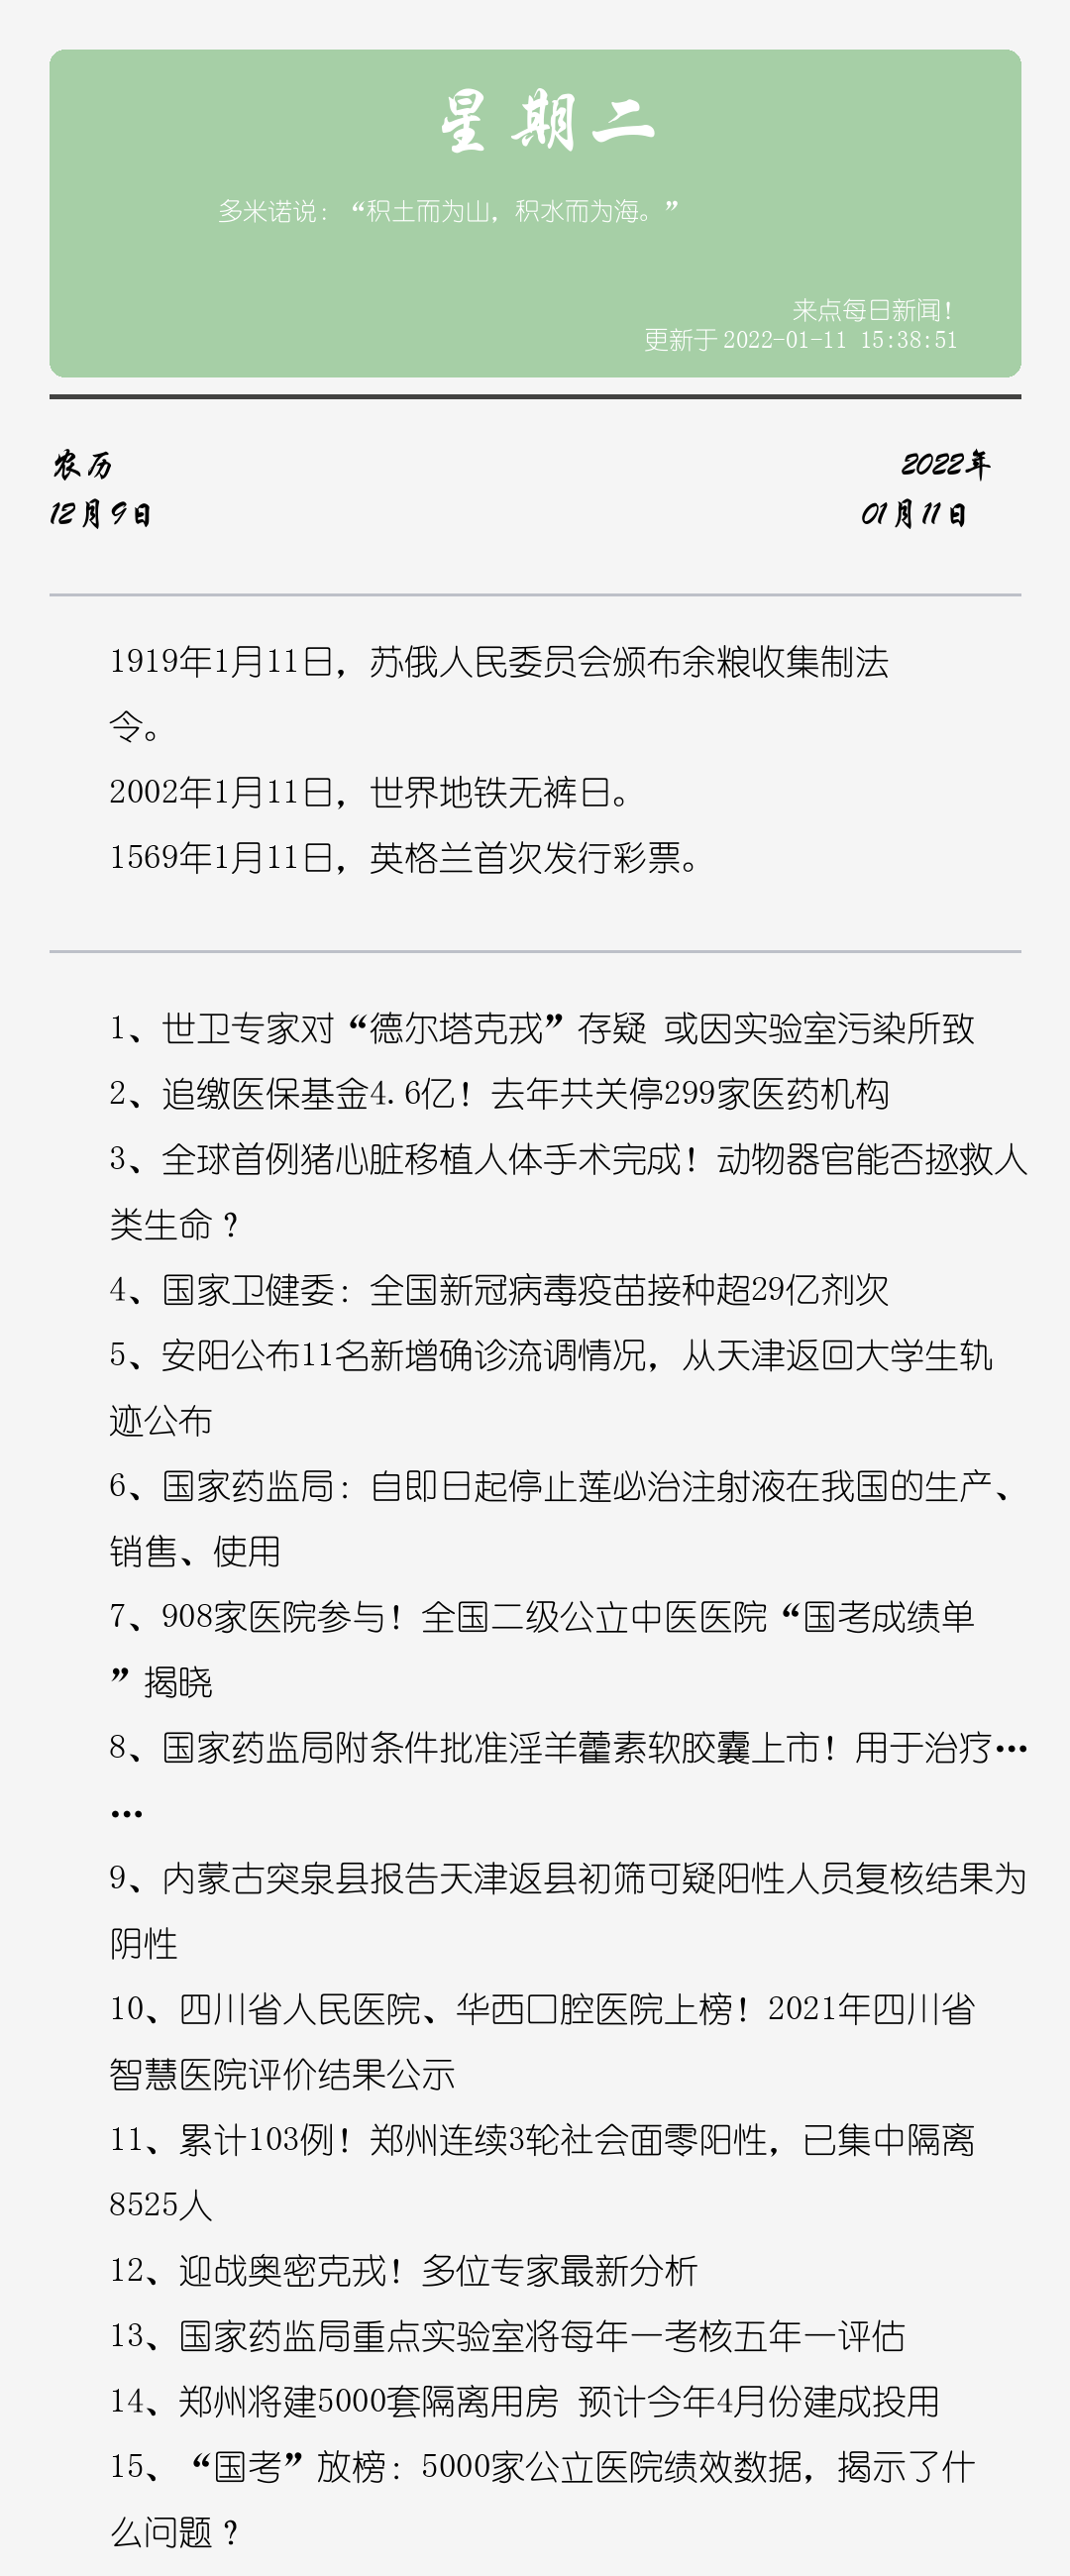 星期二
多米诺说：“积土而为山，积水而为海。”
来点每日新闻！
更新于 2022-01-11 15:38:51
农历
2022年
12月9日
01月11日
1919年1月11日，苏俄人民委员会颁布余粮收集制法
令。
2002年1月11日，世界地铁无裤日。
1569年1月11日，英格兰首次发行彩票。
1、世卫专家对“德尔塔克戎”存疑 或因实验室污染所致
2、追缴医保基金4.6亿！去年共关停299家医药机构
3、全球首例猪心脏移植人体手术完成！动物器官能否拯救人
类生命？
4、国家卫健委：全国新冠病毒疫苗接种超29亿剂次
5、安阳公布11名新增确诊流调情况，从天津返回大学生轨
迹公布
6、国家药监局：自即日起停止莲必治注射液在我国的生产、
销售、使用
7、908家医院参与！全国二级公立中医医院“国考成绩单
”揭晓
8、国家药监局附条件批准淫羊藿素软胶囊上市！用于治疗…
…
9、内蒙古突泉县报告天津返县初筛可疑阳性人员复核结果为
阴性
10、四川省人民医院、华西口腔医院上榜！2021年四川省
智慧医院评价结果公示
11、累计103例！郑州连续3轮社会面零阳性，已集中隔离
8525人
12、迎战奥密克戎！多位专家最新分析
13、国家药监局重点实验室将每年一考核五年一评估
14、郑州将建5000套隔离用房 预计今年4月份建成投用
15、“国考”放榜：5000家公立医院绩效数据，揭示了什
么问题？